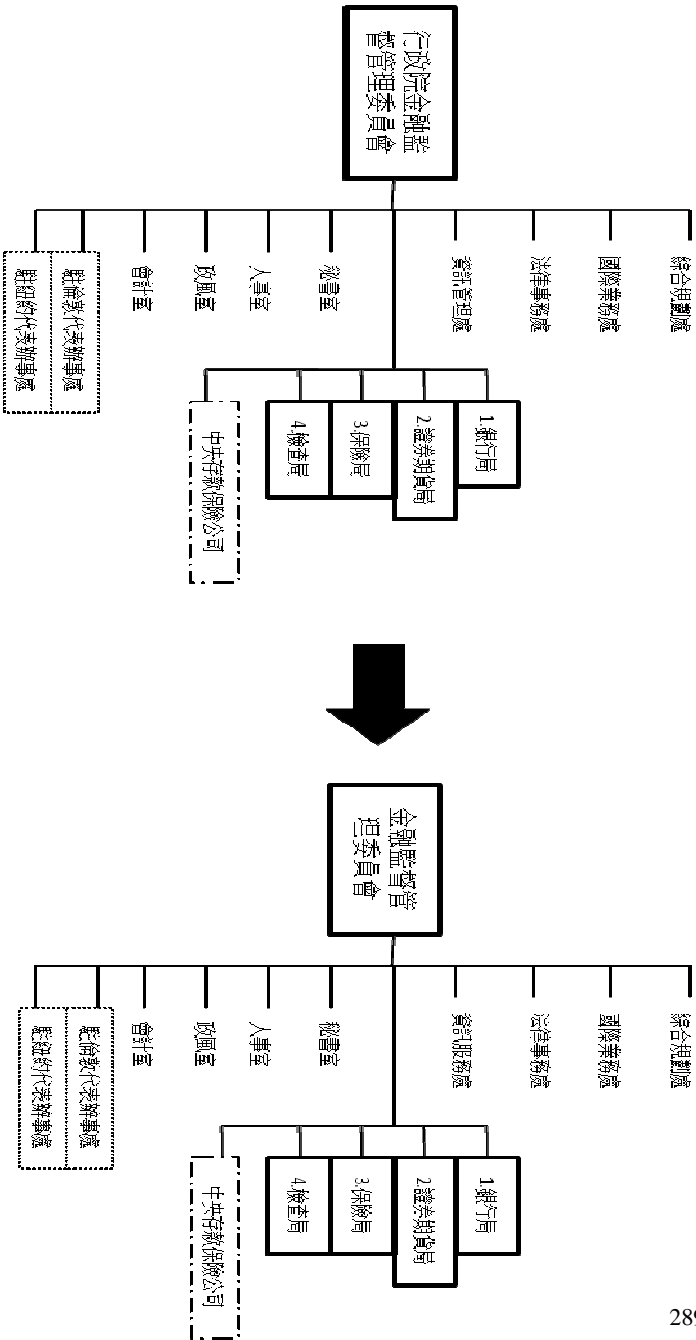 行政院金融監
督管理委員會
綜合規劃處
國際業務處
法律事務處
資訊管理處
秘書室
人事室
政風室
會計室
駐倫敦代表辦事處
駐紐約代表辦事處
1.銀行局
2.證券期貨局
3.保險局
4.檢查局
中央存款保險公司
金融監督管
理委員會
綜合規劃處
國際業務處
法律事務處
資訊服務處
秘書室
人事室
政風室
會計室
駐倫敦代表辦事處
駐紐約代表辦事處
1.銀行局
2.證券期貨局
3.保險局
4.檢查局
中央存款保險公司
289